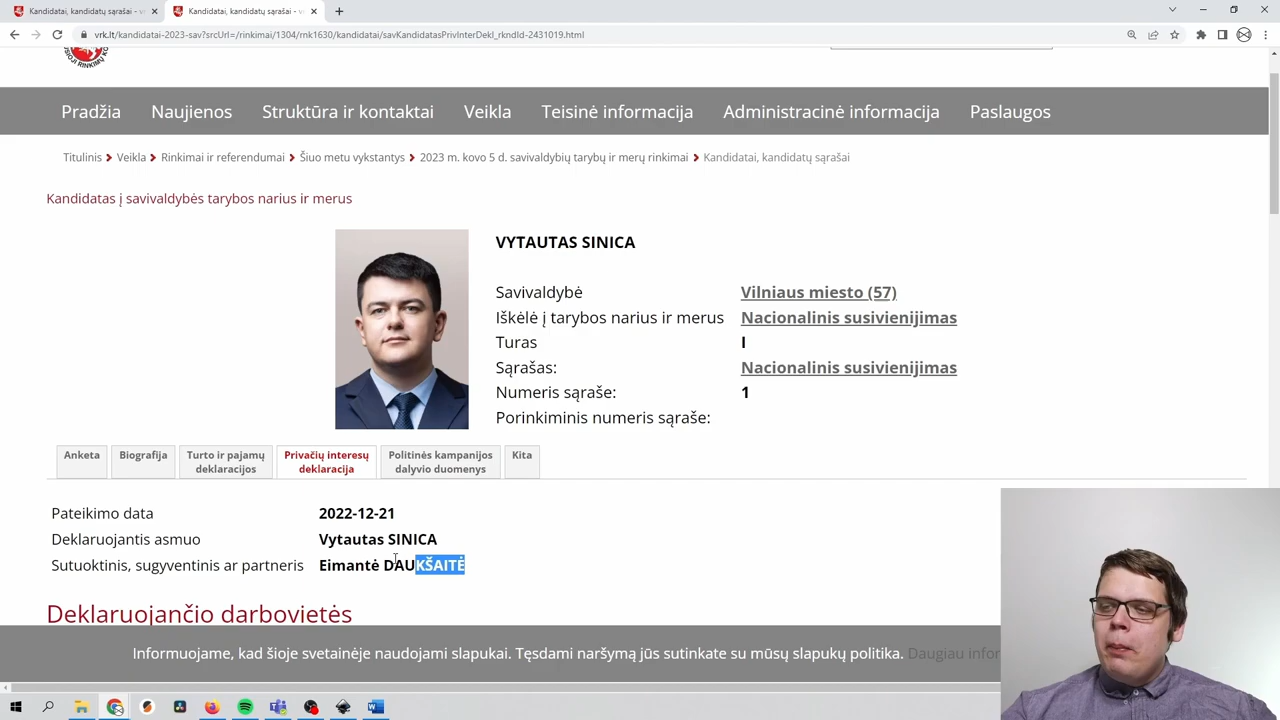 Kandidatai, kandidatų sąrašai - v
Kandidatai, kandidatų sąrašai - v
vrk.lt/kandidatai-2023-sav?srcUrl=/rinkimai/1304/rnk1630/kandidatai/savKandidatasPrivInterDekl_rkndId-2431019.html
Pradžia Naujienos Struktūra ir kontaktai Veikla Teisinė informacija Administracinė informacija Paslaugos
Titulinis Veikla Rinkimai ir referendumai Šiuo metu vykstantys 2023 m. kovo 5 d. savivaldybių tarybų ir merų rinkimai Kandidatai, kandidatų sąrašai
Kandidatas į savivaldybės tarybos narius ir merus
VYTAUTAS SINICA
Savivaldybė Vilniaus miesto (57)
Iškėlė į tarybos narius ir merus Nacionalinis susivienijimas
Turas I
Sąrašas: Nacionalinis susivienijimas
Numeris sąraše: 1
Porinkiminis numeris sąraše:
Anketa Biografija Turto ir pajamų deklaracijos Privačių interesų deklaracija Politinės kampanijos dalyvio duomenys Kita
Pateikimo data 2022-12-21
Deklaruojantis asmuo Vytautas SINICA
Sutuoktinis, sugyventinis ar partneris Eimantė DAUKŠAITĖ
Deklaruojančio darbovietės
Informuojame, kad šioje svetainėje naudojami slapukai. Tęsdami naršymą jūs sutinkate su mūsų slapukų politika. Daugiau infor